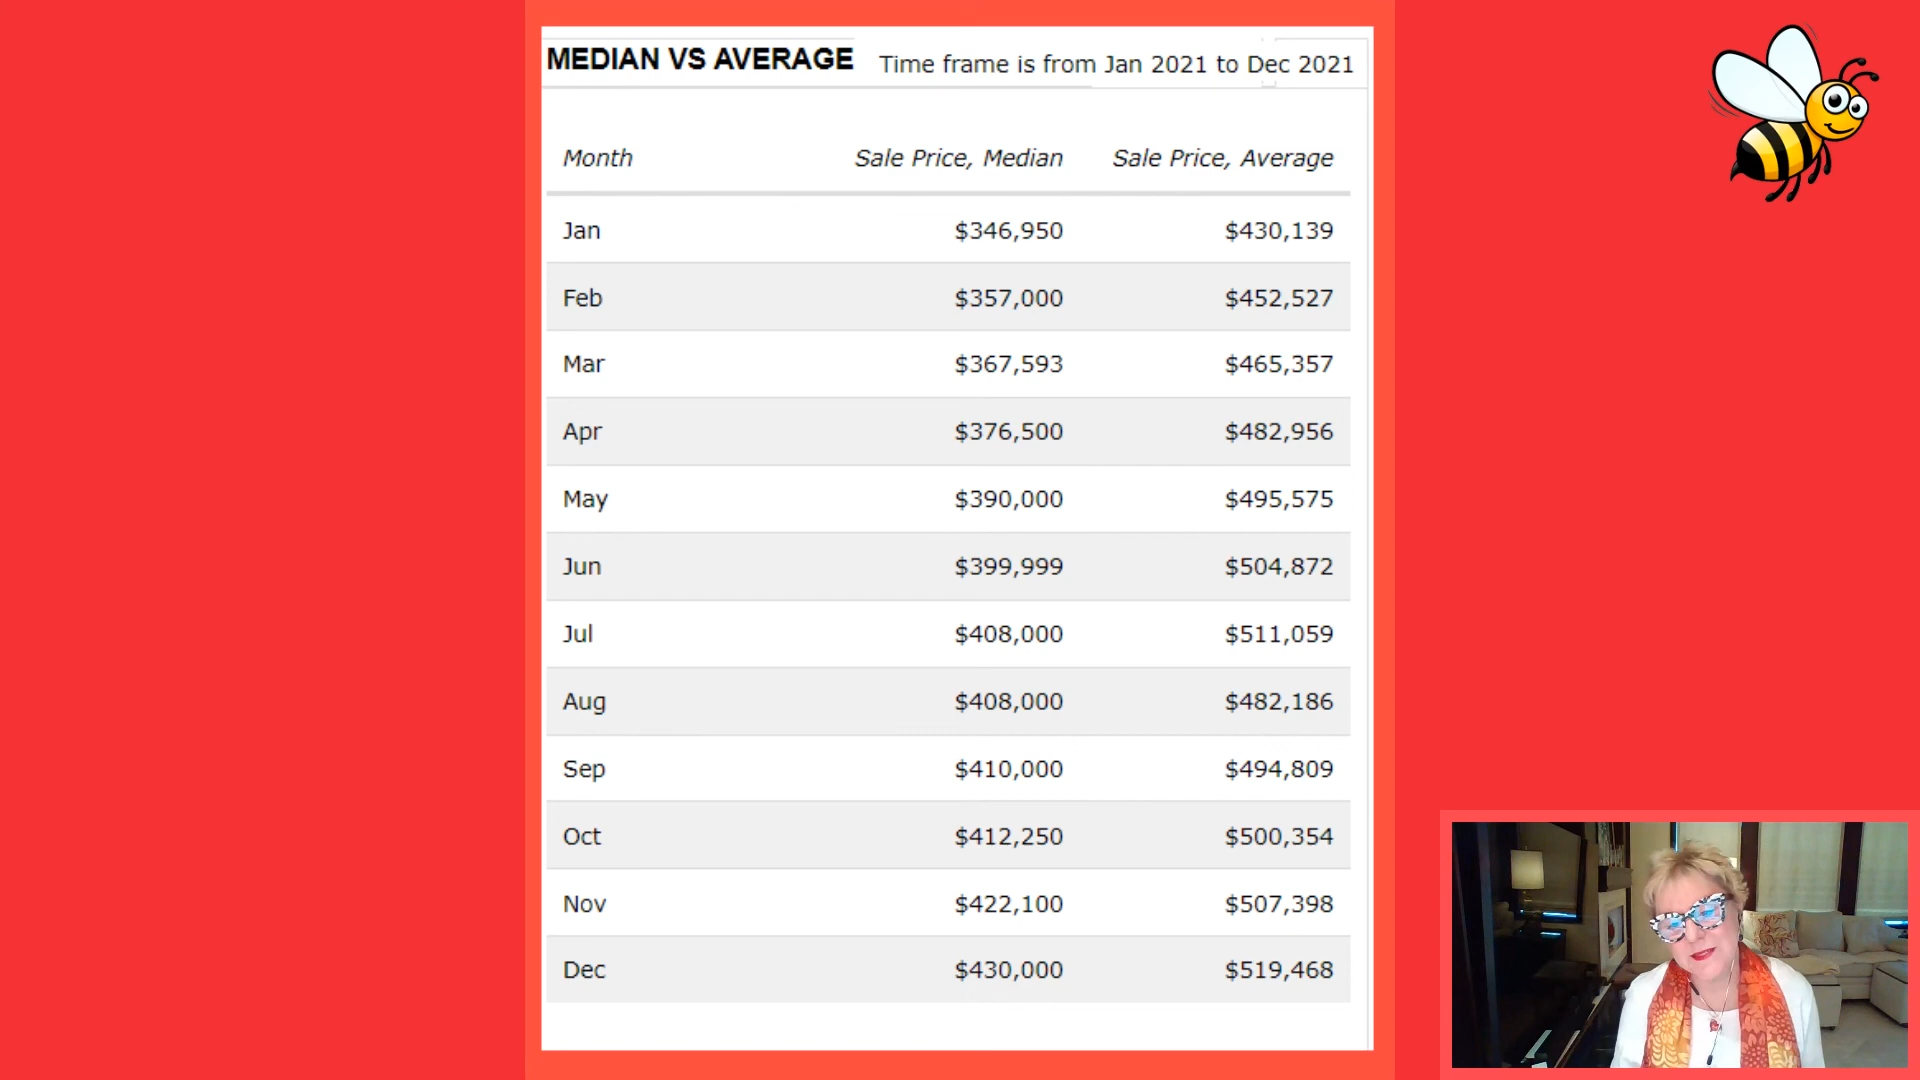 MEDIAN VS AVERAGE Time frame is from Jan 2021 to Dec 2021
Month Sale Price, Median Sale Price, Average
Jan $346,950 $430,139
Feb $357,000 $452,527
Mar $367,593 $465,357
Apr $376,500 $482,956
May $390,000 $495,575
Jun $399,999 $504,872
Jul $408,000 $511,059
Aug $408,000 $482,186
Sep $410,000 $494,809
Oct $412,250 $500,354
Nov $422,100 $507,398
Dec $430,000 $519,468